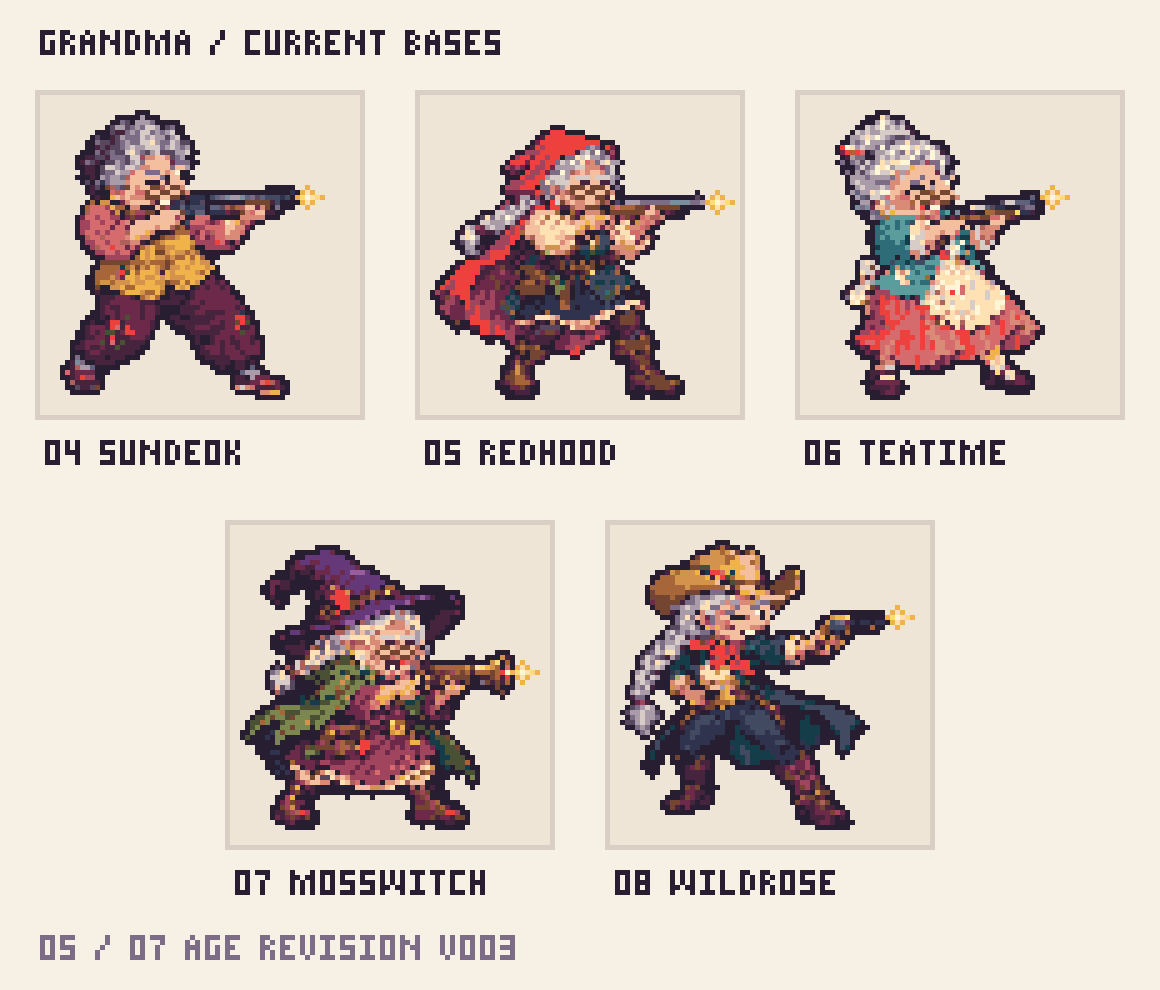 GRANDMA / CURRENT BASES
04 SUNDEOK
05 REDHOOD
06 TEATIME
07 MOSSWITCH
08 WILDROSE
05 / 07 AGE REVISION V003